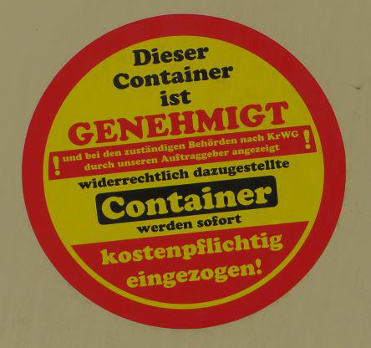 Dieser
Container
ist
GENEHMIGT
! und bei den zuständigen Behörden nach KrWG !
durch unseren Auftraggeber angezeigt
widerrechtlich dazugestellte
Container
werden sofort
kostenpflichtig
eingezogen!